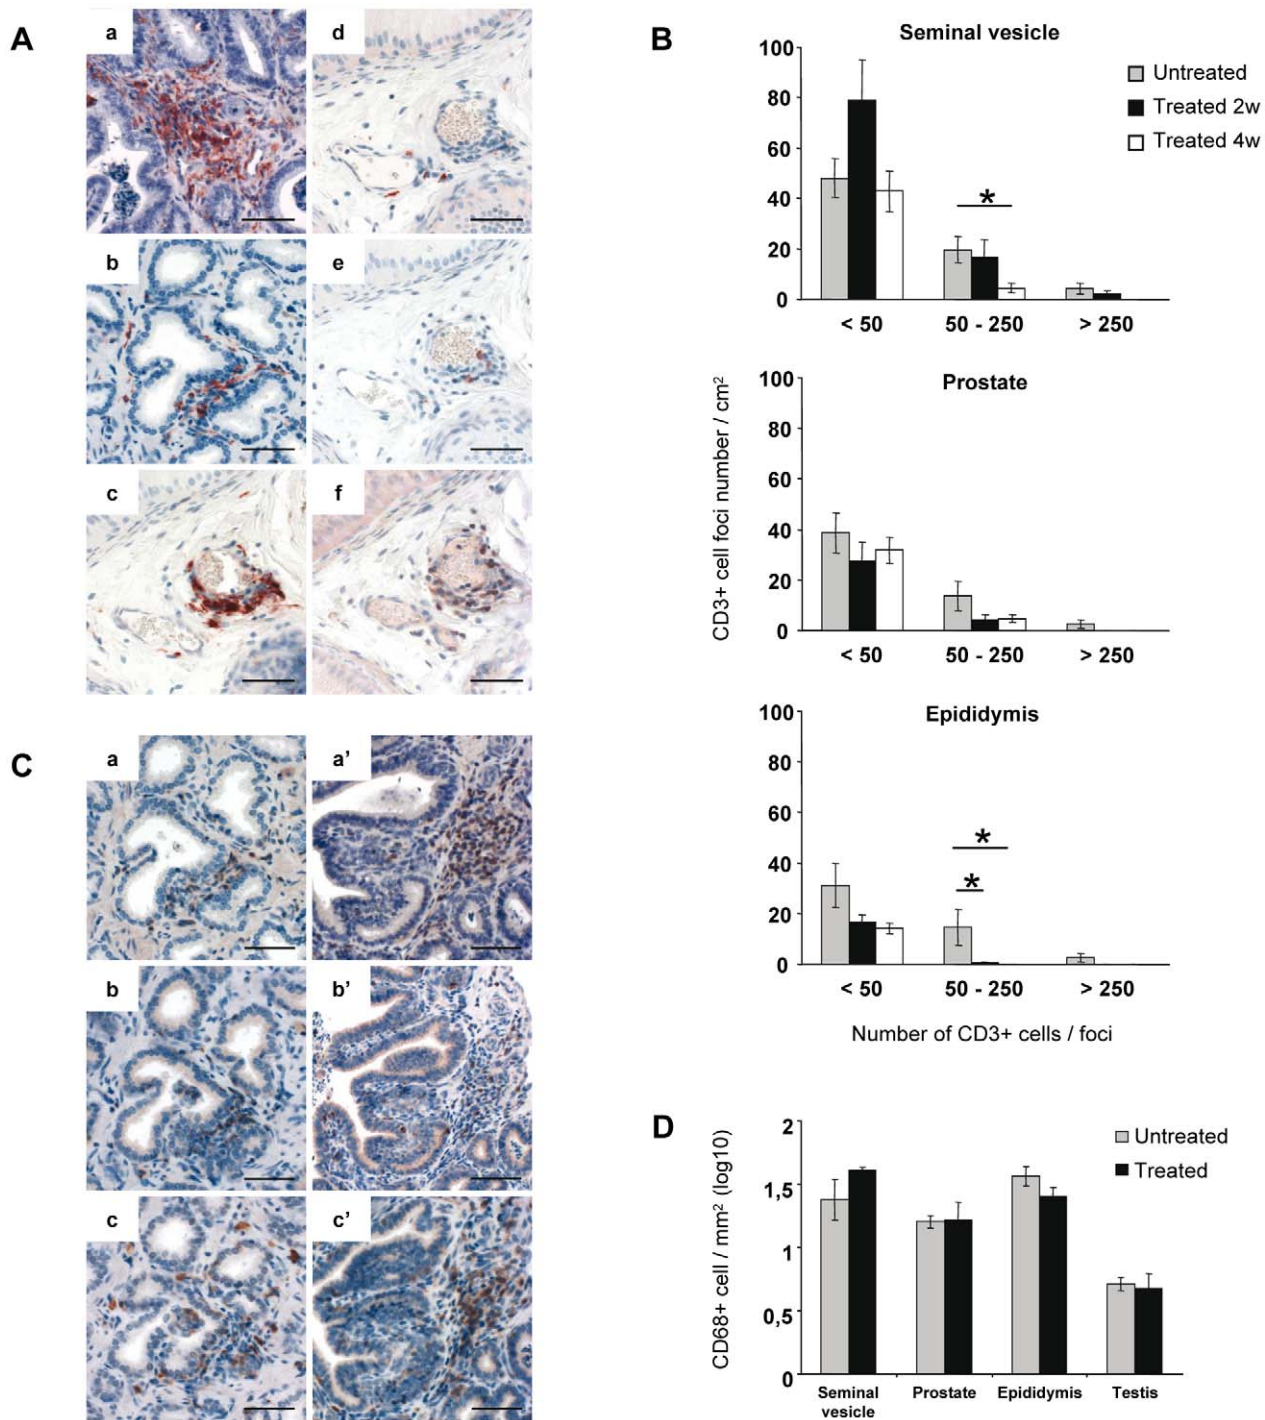 A
a
d
b
e
c
f
B
Seminal vesicle
100
80
60
40
20
0
Untreated
Treated 2w
Treated 4w
*
< 50
50 - 250
> 250
CD3+ cell foci number / cm²
Prostate
100
80
60
40
20
0
< 50
50 - 250
> 250
Epididymis
100
80
60
40
20
0
*
*
< 50
50 - 250
> 250
Number of CD3+ cells / foci
C
a
a’
b
b’
c
c’
D
CD68+ cell / mm² (log10)
2
1,5
1
0,5
0
Untreated
Treated
Seminal
vesicle
Prostate
Epididymis
Testis